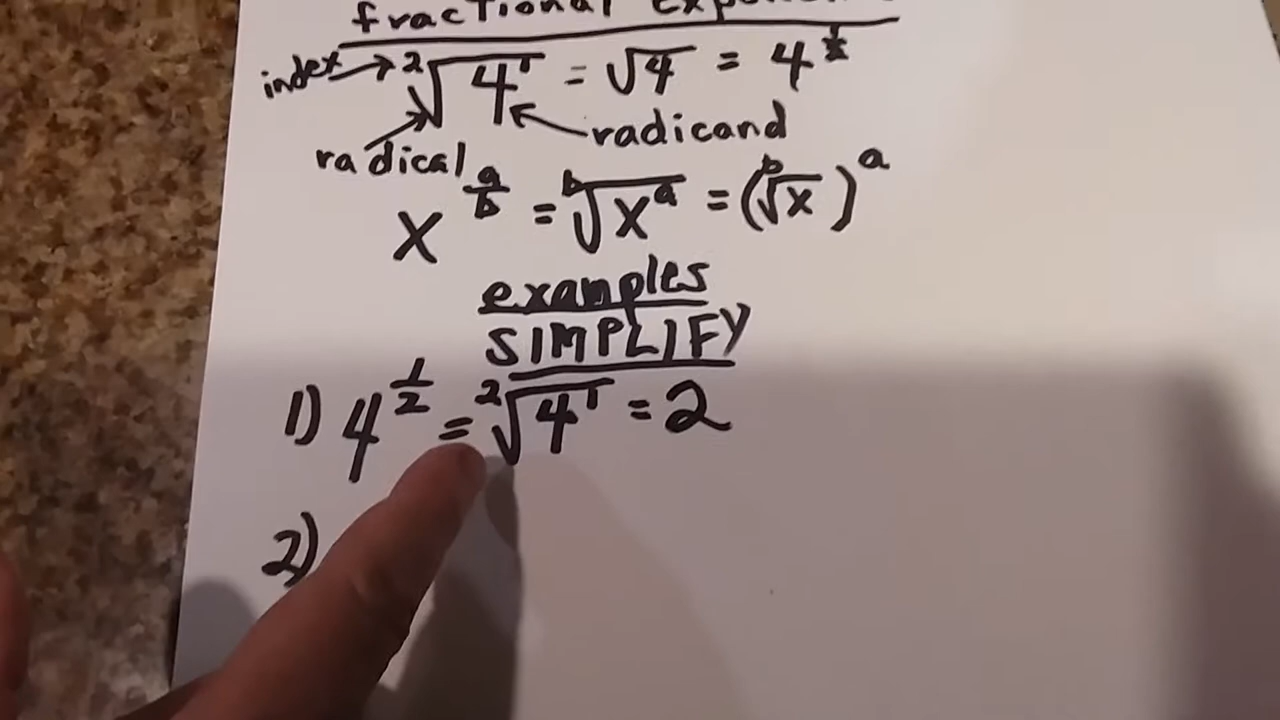 fractional
index → ²√4¹ = √4 = 4^½
radical radicand
x^(a/b) = ᵇ√xᵃ = (ᵇ√x)ᵃ
examples
SIMPLIFY
1) 4^(1/2) = ²√4¹ = 2
2)